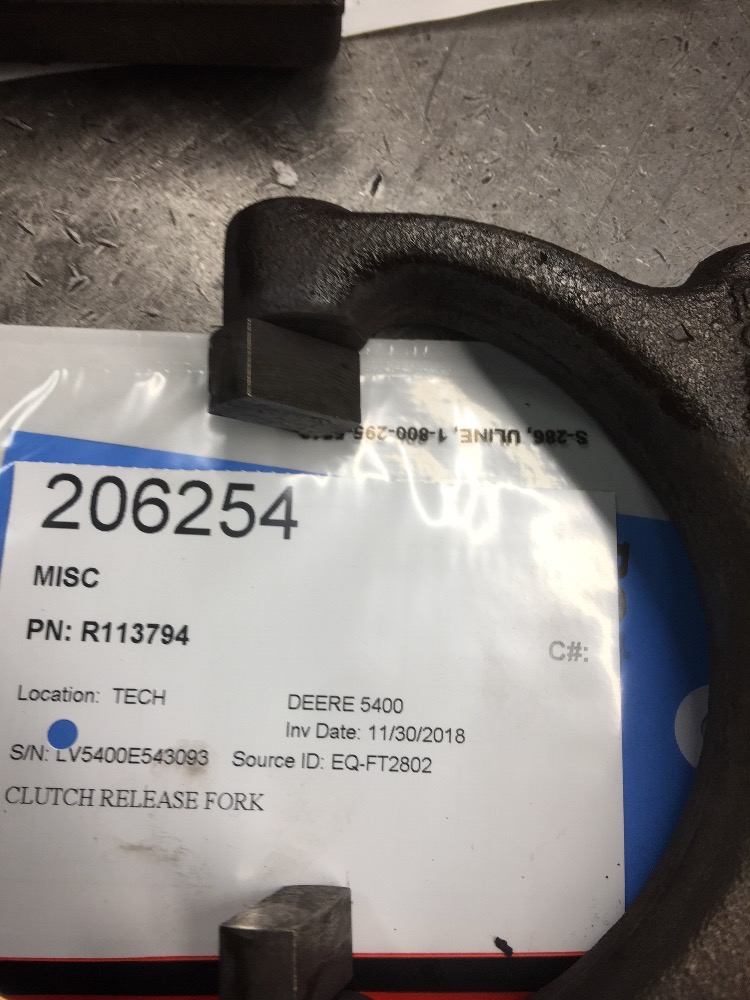 S-286, ULINE, 1-800-295-
206254
MISC
PN: R113794
C#:
Location: TECH
DEERE 5400
Inv Date: 11/30/2018
S/N: LV5400E543093 Source ID: EQ-FT2802
CLUTCH RELEASE FORK